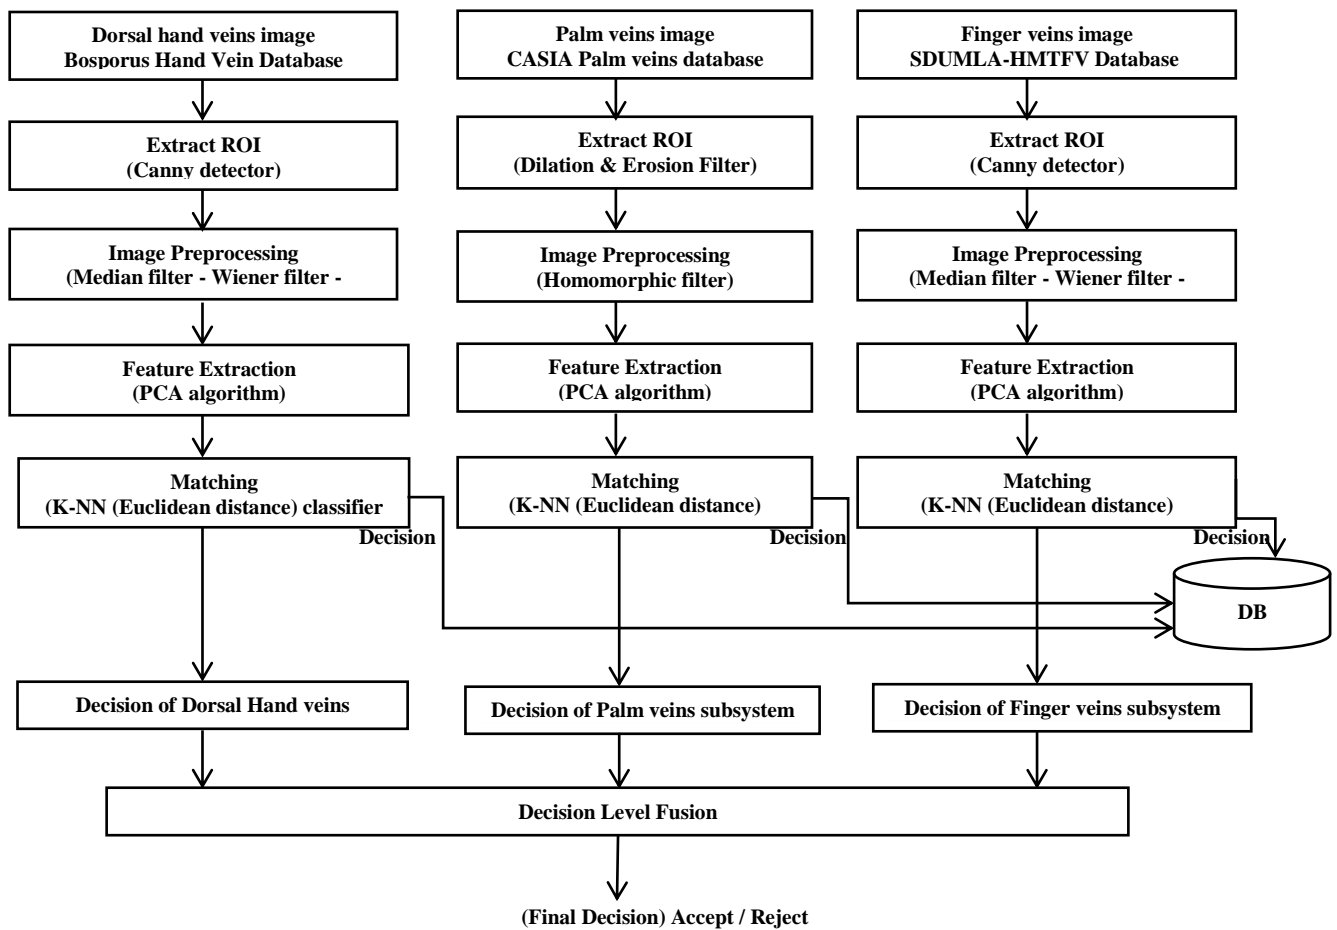 Dorsal hand veins image
Bosporus Hand Vein Database
Palm veins image
CASIA Palm veins database
Finger veins image
SDUMLA-HMTFV Database
Extract ROI
(Canny detector)
Extract ROI
(Dilation & Erosion Filter)
Extract ROI
(Canny detector)
Image Preprocessing
(Median filter - Wiener filter -
Image Preprocessing
(Homomorphic filter)
Image Preprocessing
(Median filter - Wiener filter -
Feature Extraction
(PCA algorithm)
Feature Extraction
(PCA algorithm)
Feature Extraction
(PCA algorithm)
Matching
(K-NN (Euclidean distance) classifier
Matching
(K-NN (Euclidean distance)
Matching
(K-NN (Euclidean distance)
Decision
Decision
Decision
DB
Decision of Dorsal Hand veins
Decision of Palm veins subsystem
Decision of Finger veins subsystem
Decision Level Fusion
(Final Decision) Accept / Reject